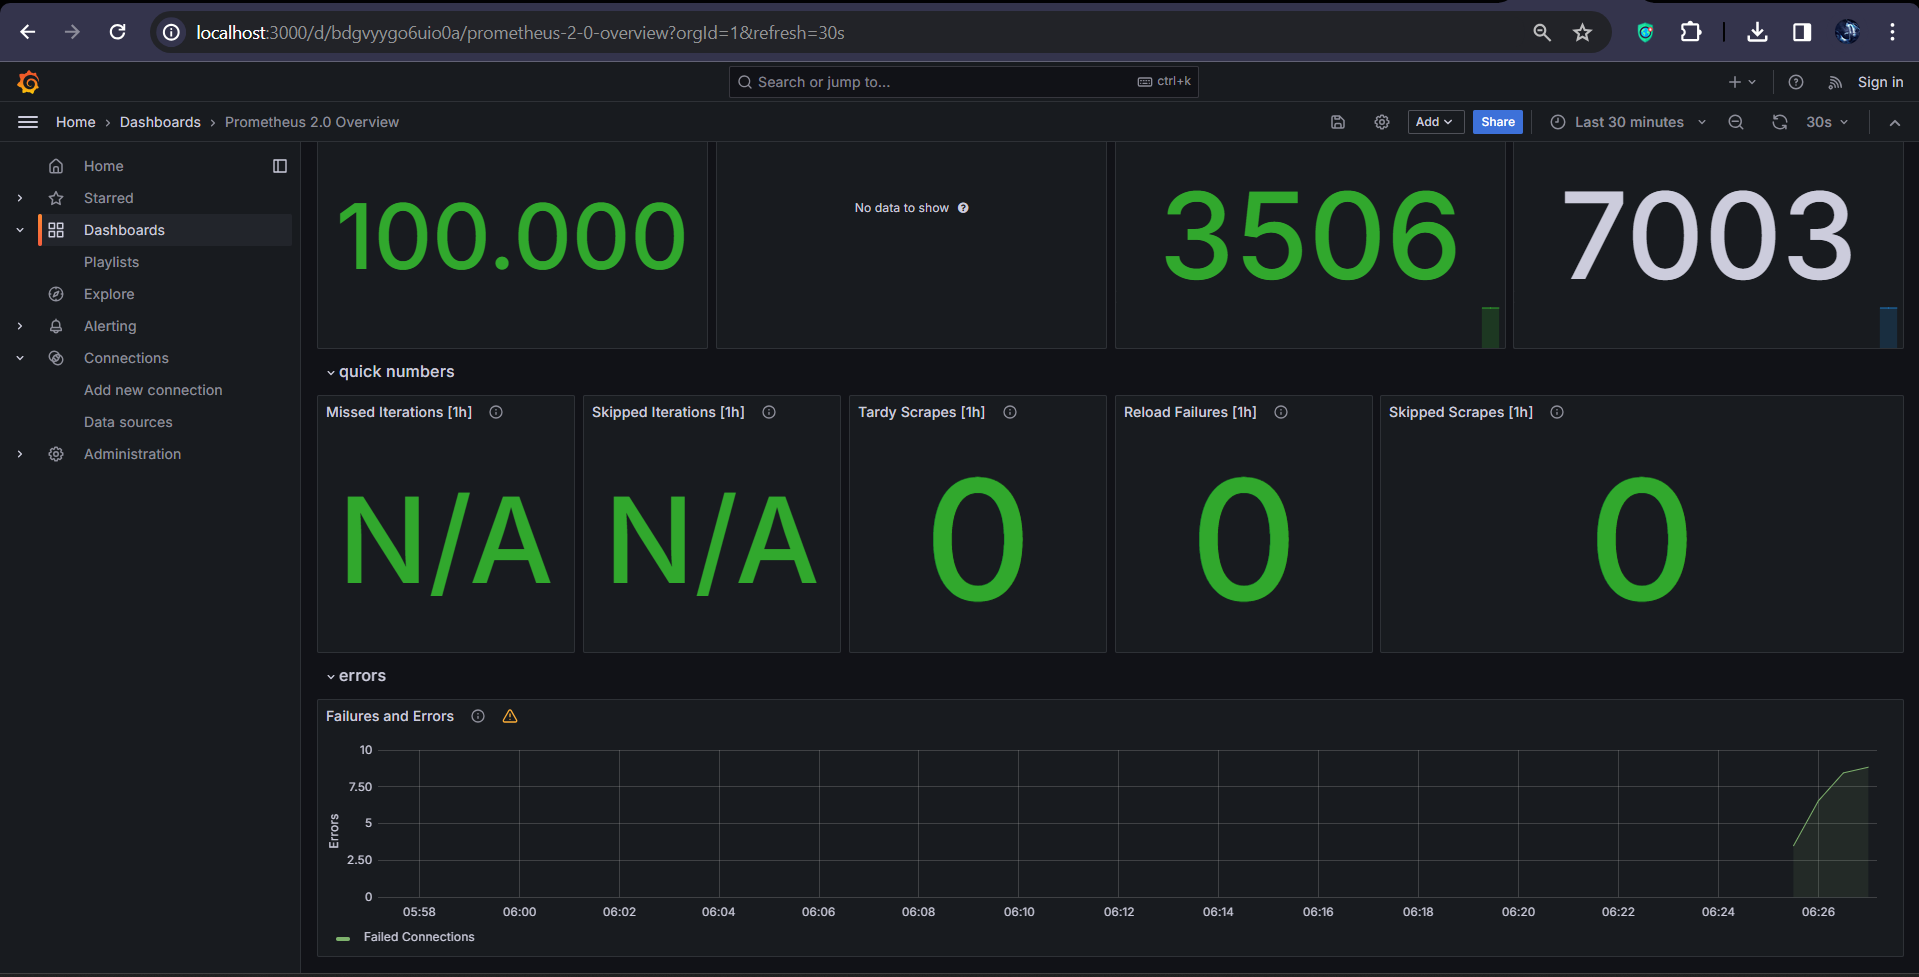 localhost:3000/d/bdgvyygo6uio0a/prometheus-2-0-overview?orgId=1&refresh=30s
Search or jump to... ctrl+k
Sign in
Home › Dashboards › Prometheus 2.0 Overview
Add
Share
Last 30 minutes
30s
Home
Starred
Dashboards
Playlists
Explore
Alerting
Connections
Add new connection
Data sources
Administration
100.000
No data to show
3506
7003
quick numbers
Missed Iterations [1h]
N/A
Skipped Iterations [1h]
N/A
Tardy Scrapes [1h]
0
Reload Failures [1h]
0
Skipped Scrapes [1h]
0
errors
Failures and Errors
Errors
10
7.50
5
2.50
0
05:58 06:00 06:02 06:04 06:06 06:08 06:10 06:12 06:14 06:16 06:18 06:20 06:22 06:24 06:26
Failed Connections